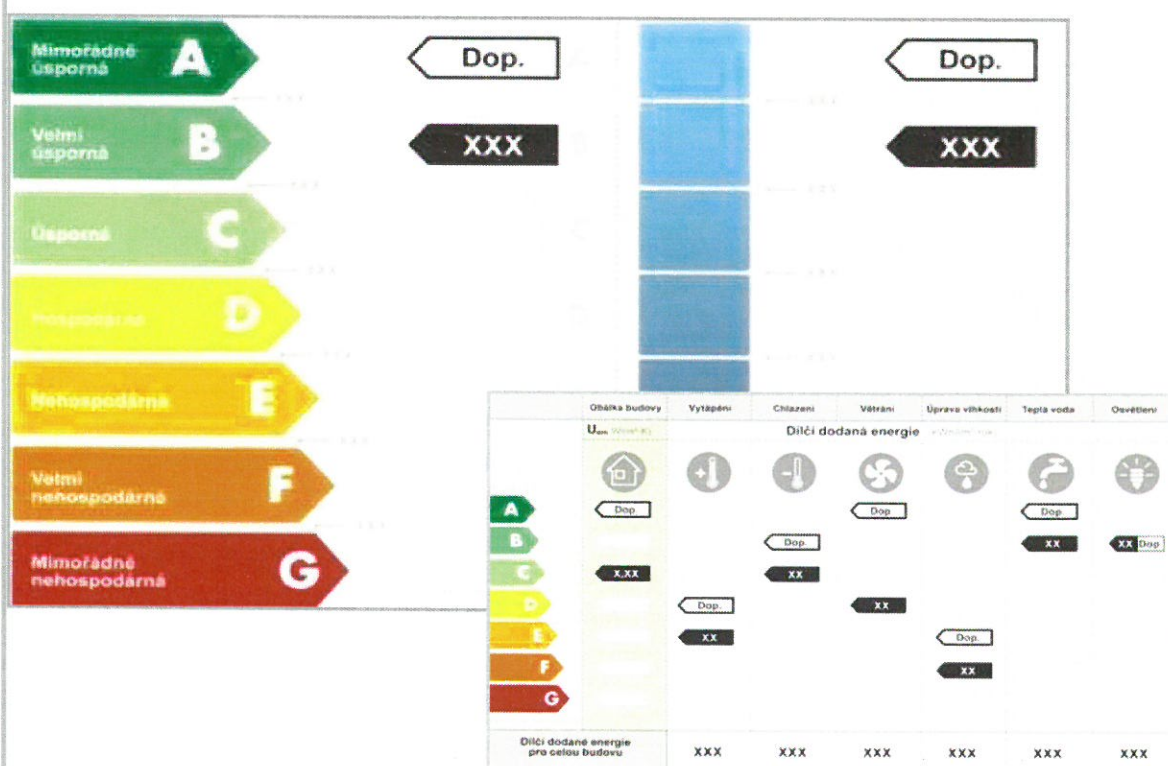 Mimořádně
úsporná
A
Dop.
Dop.
Velmi
úsporná
B
XXX
XXX
Úsporná
C
D
Nehospodárná
E
Velmi
nehospodárná
F
Mimořádně
nehospodárná
G
Obálka budovy Vytápění Chlazení Větrání Úprava vlhkosti Teplá voda Osvětlení
Dílčí dodaná energie
A Dop. Dop. Dop.
B Dop. XX XX Dop.
C X.XX XX
D Dop. XX
E XX Dop.
F XX
G
Dílčí dodané energie
pro celou budovu XXX XXX XXX XXX XXX XXX